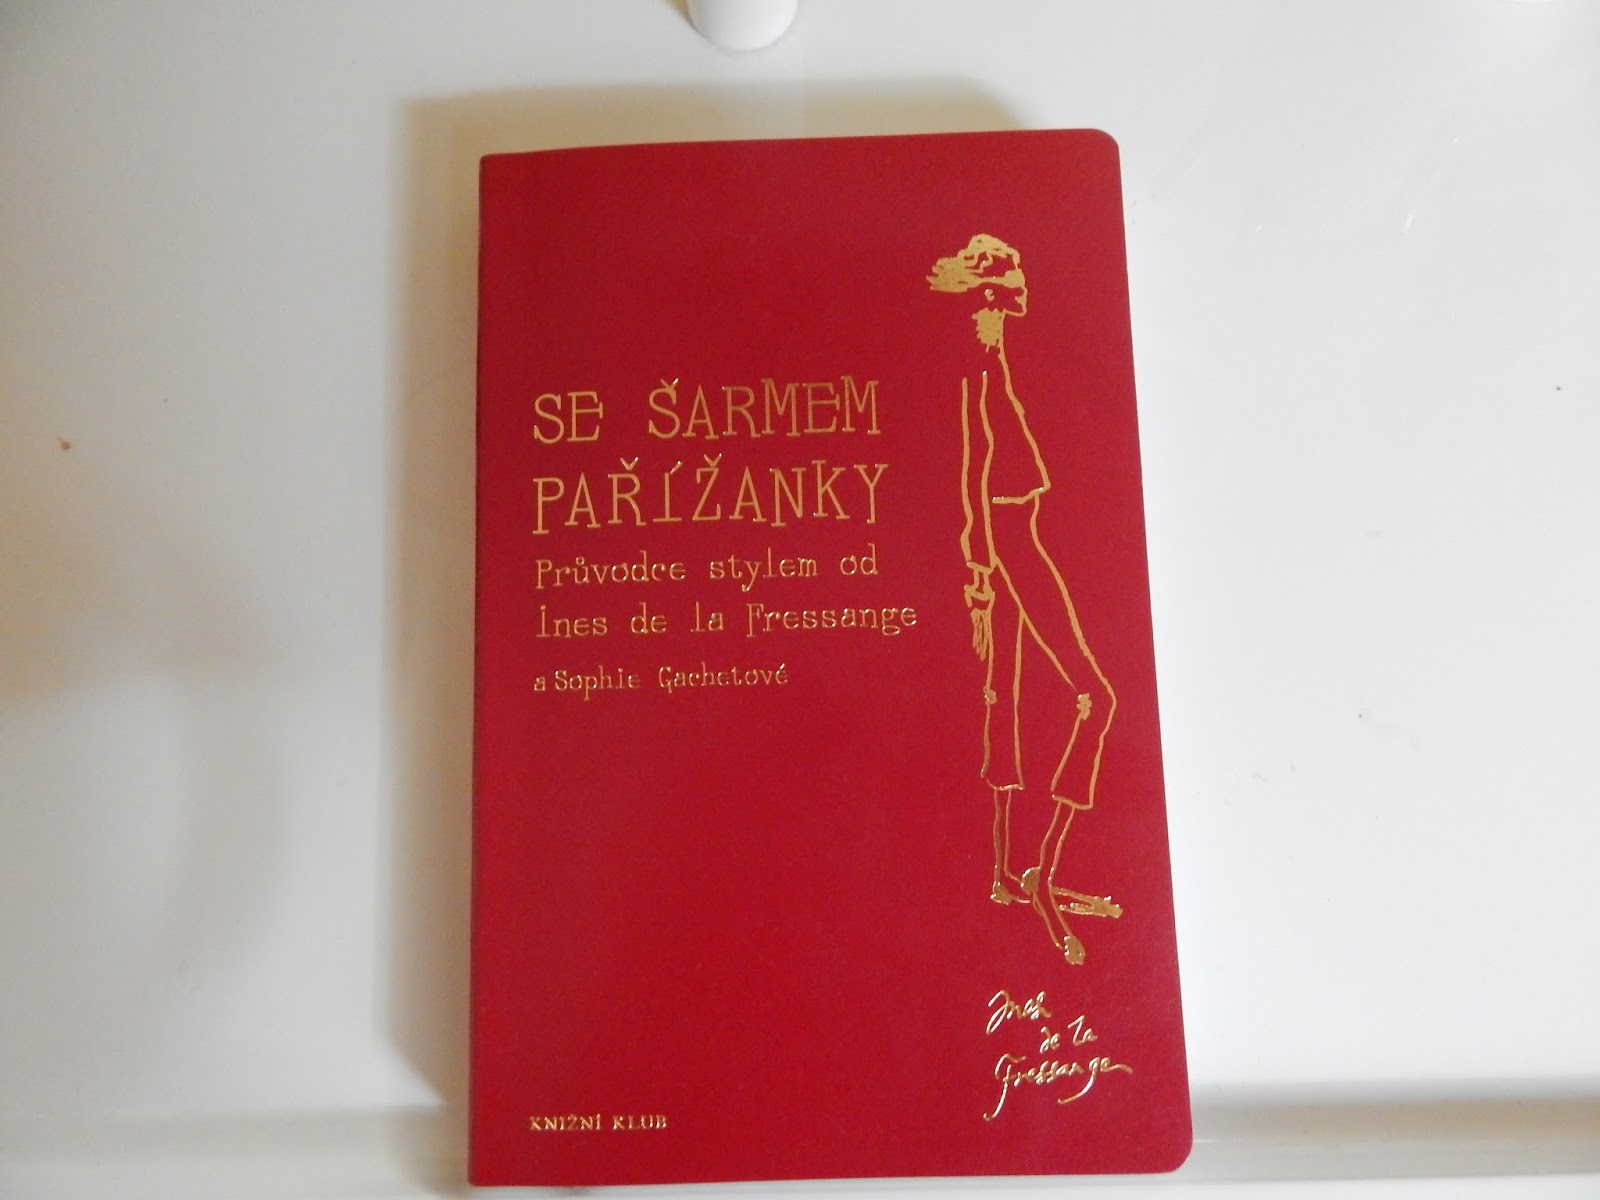 SE ŠARMEM
PAŘÍŽANKY
Průvodce stylem od
Ines de la Fressange
a Sophie Gachetové
Ines
de la
Fressange
KNIŽNÍ KLUB